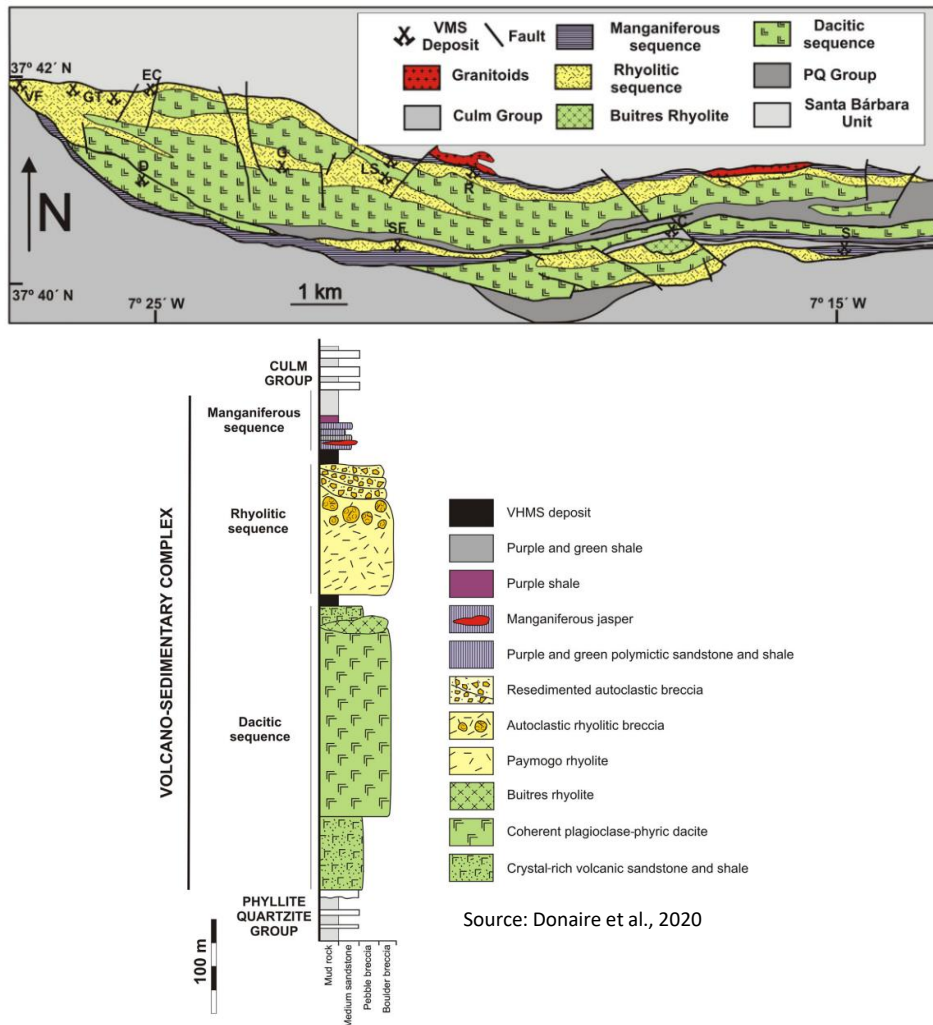 VMS
Deposit
Fault
Manganiferous
sequence
Dacitic
sequence
Granitoids
Rhyolitic
sequence
PQ Group
Culm Group
Buitres Rhyolite
Santa Bárbara
Unit
37º 42´ N
EC
VF
GT
G
D
LS
R
N
SF
C
S
37º 40´ N
1 km
7º 25´ W
7º 15´ W
CULM
GROUP
Manganiferous
sequence
Rhyolitic
sequence
VOLCANO-SEDIMENTARY COMPLEX
Dacitic
sequence
PHYLLITE
QUARTZITE
GROUP
100 m
Mud rock
Medium sandstone
Pebble breccia
Boulder breccia
VHMS deposit
Purple and green shale
Purple shale
Manganiferous jasper
Purple and green polymictic sandstone and shale
Resedimented autoclastic breccia
Autoclastic rhyolitic breccia
Paymogo rhyolite
Buitres rhyolite
Coherent plagioclase-phyric dacite
Crystal-rich volcanic sandstone and shale
Source: Donaire et al., 2020